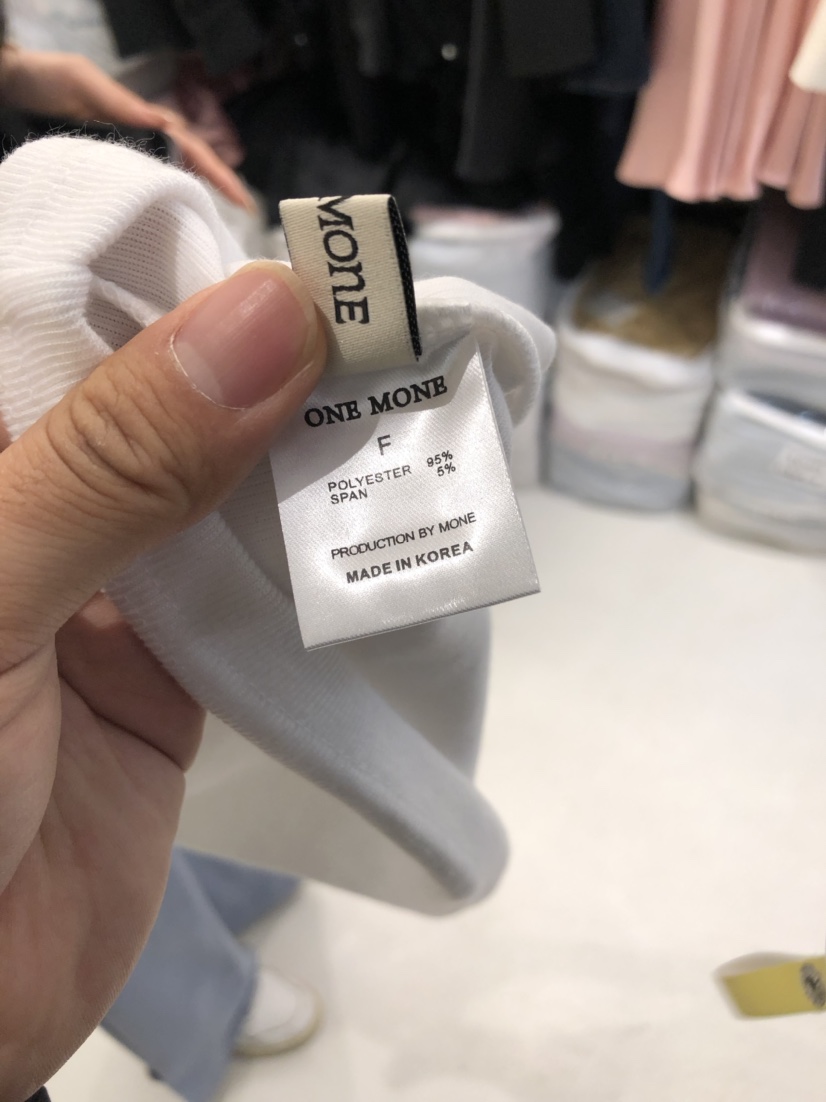 MONE
ONE MONE
F
POLYESTER 95%
SPAN 5%
PRODUCTION BY MONE
MADE IN KOREA